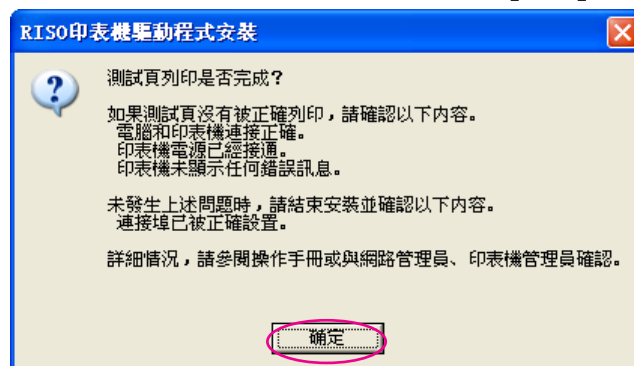 RISO印表機驅動程式安裝
測試頁列印是否完成?
如果測試頁沒有被正確列印,請確認以下內容。
電腦和印表機連接正確。
印表機電源已經接通。
印表機未顯示任何錯誤訊息。
未發生上述問題時,請結束安裝並確認以下內容。
連接埠已被正確設置。
詳細情況,請參閱操作手冊或與網路管理員、印表機管理員確認。
确定